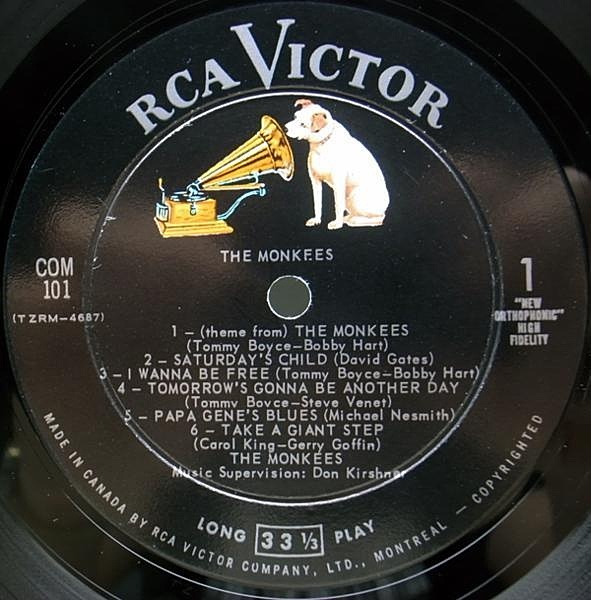 RCA VICTOR
THE MONKEES
COM
101
(TZRM-4687)
1
"NEW
ORTHOPHONIC"
HIGH
FIDELITY
1 – (theme from) THE MONKEES
(Tommy Boyce–Bobby Hart)
2 – SATURDAY'S CHILD (David Gates)
3 – I WANNA BE FREE (Tommy Boyce–Bobby Hart)
4 – TOMORROW'S GONNA BE ANOTHER DAY
(Tommy Boyce–Steve Venet)
5 – PAPA GENE'S BLUES (Michael Nesmith)
6 – TAKE A GIANT STEP
(Carol King–Gerry Goffin)
THE MONKEES
Music Supervision: Don Kirshner
LONG 33 1/3 PLAY
MADE IN CANADA BY RCA VICTOR COMPANY, LTD., MONTREAL – COPYRIGHTED